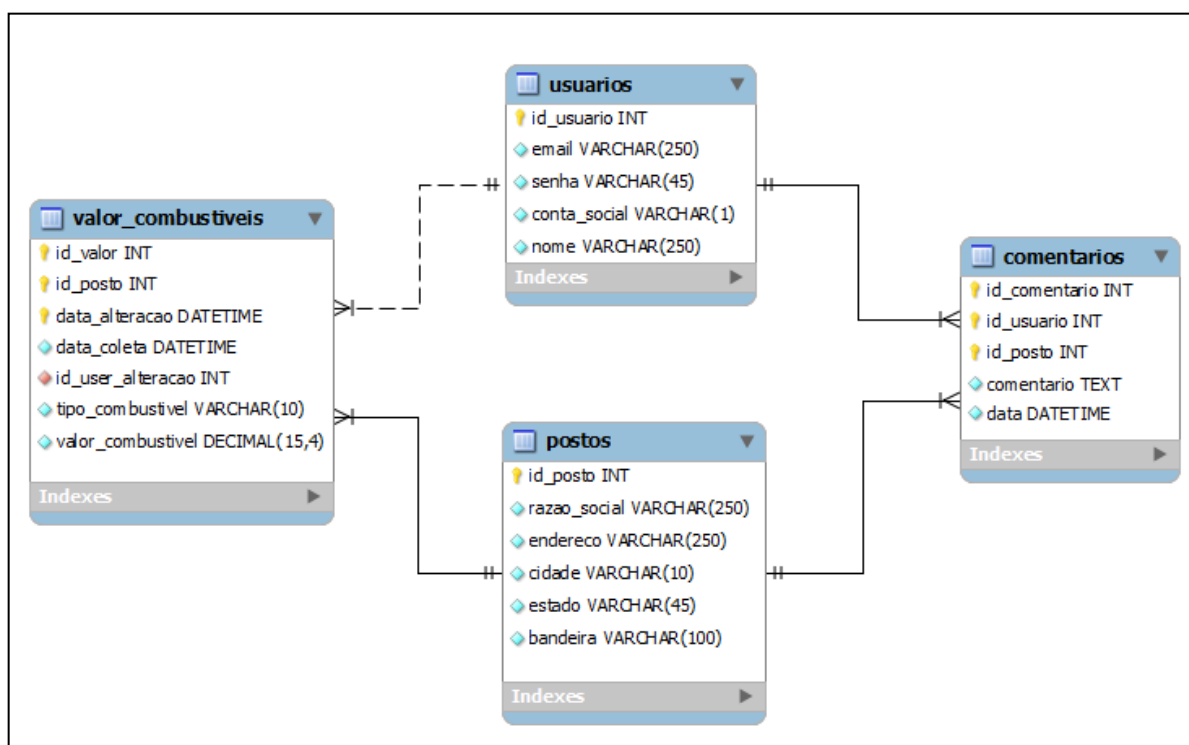 usuarios
id_usuario INT
email VARCHAR(250)
senha VARCHAR(45)
conta_social VARCHAR(1)
nome VARCHAR(250)
Indexes
valor_combustiveis
id_valor INT
id_posto INT
data_alteracao DATETIME
data_coleta DATETIME
id_user_alteracao INT
tipo_combustivel VARCHAR(10)
valor_combustivel DECIMAL(15,4)
Indexes
comentarios
id_comentario INT
id_usuario INT
id_posto INT
comentario TEXT
data DATETIME
Indexes
postos
id_posto INT
razao_social VARCHAR(250)
endereco VARCHAR(250)
cidade VARCHAR(10)
estado VARCHAR(45)
bandeira VARCHAR(100)
Indexes